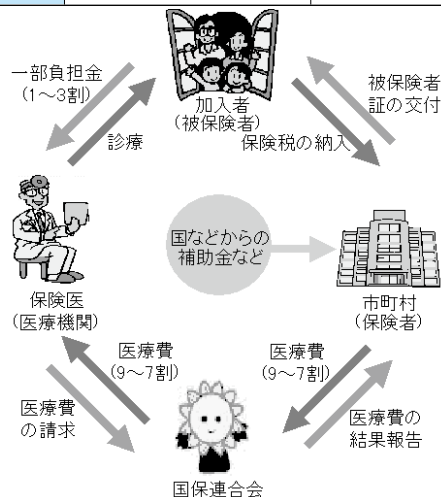 一部負担金
(1～3割)
加入者
(被保険者)
被保険者
証の交付
診療
保険税の納入
国などからの
補助金など
保険医
(医療機関)
市町村
(保険者)
医療費
(9～7割)
医療費
(9～7割)
医療費
の請求
医療費の
結果報告
国保連合会